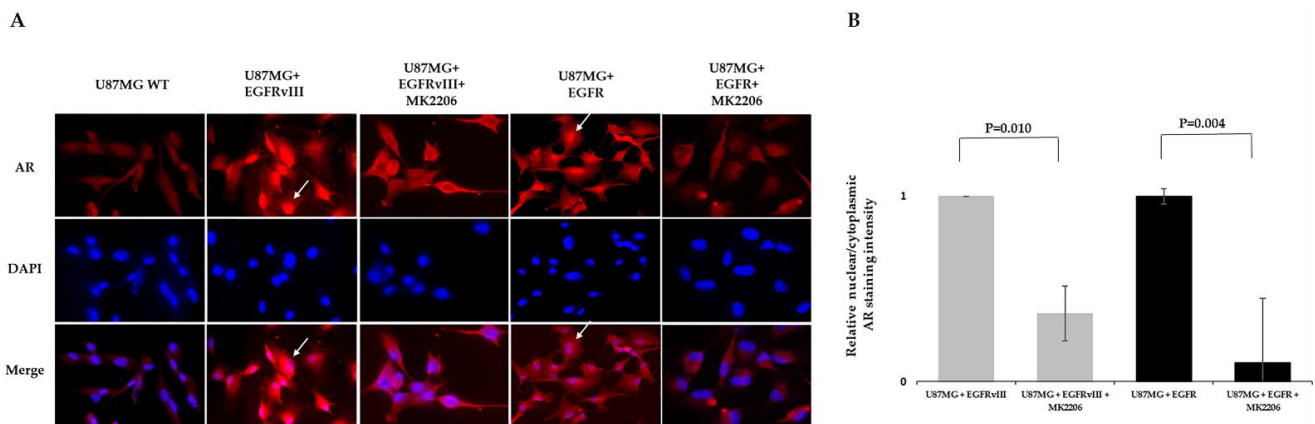 A
U87MG WT
U87MG+
EGFRvIII
U87MG+
EGFRvIII+
MK2206
U87MG+
EGFR
U87MG+
EGFR+
MK2206
AR
DAPI
Merge
B
P=0.010
P=0.004
Relative nuclear/cytoplasmic
AR staining intensity
1
0
U87MG + EGFRvIII
U87MG + EGFRvIII +
MK2206
U87MG + EGFR
U87MG + EGFR +
MK2206